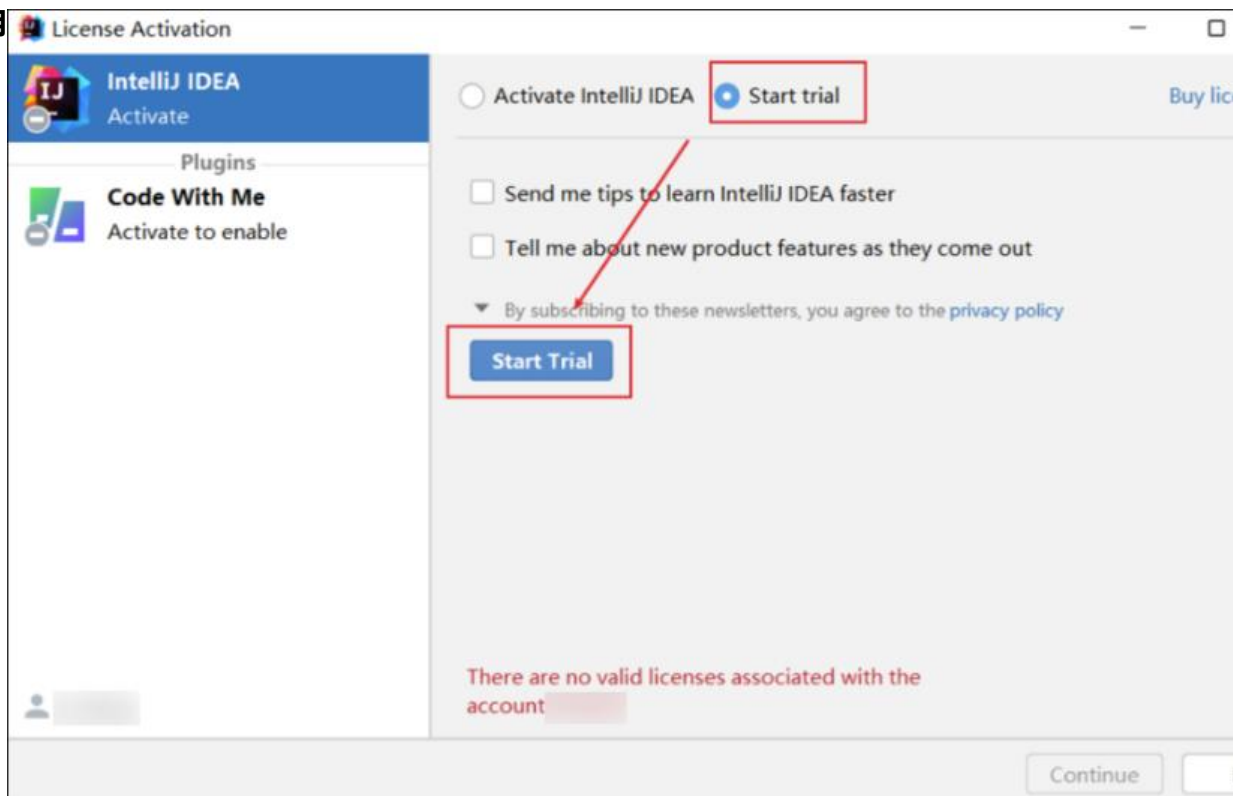 License Activation
IntelliJ IDEA
Activate
Plugins
Code With Me
Activate to enable
Activate IntelliJ IDEA
Start trial
Send me tips to learn IntelliJ IDEA faster
Tell me about new product features as they come out
By subscribing to these newsletters, you agree to the privacy policy
Start Trial
There are no valid licenses associated with the
account
Buy lic
Continue